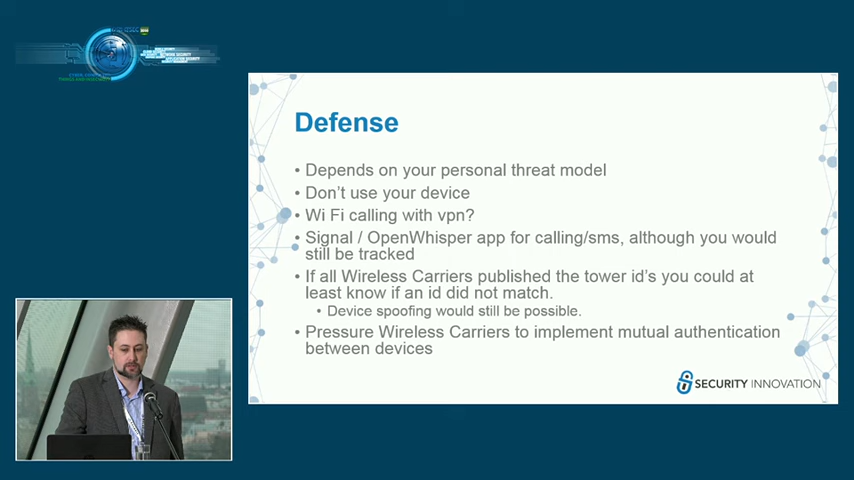 Defense
• Depends on your personal threat model
• Don't use your device
• Wi Fi calling with vpn?
• Signal / OpenWhisper app for calling/sms, although you would
still be tracked
• If all Wireless Carriers published the tower id's you could at
least know if an id did not match.
• Device spoofing would still be possible.
• Pressure Wireless Carriers to implement mutual authentication
between devices
SECURITY INNOVATION